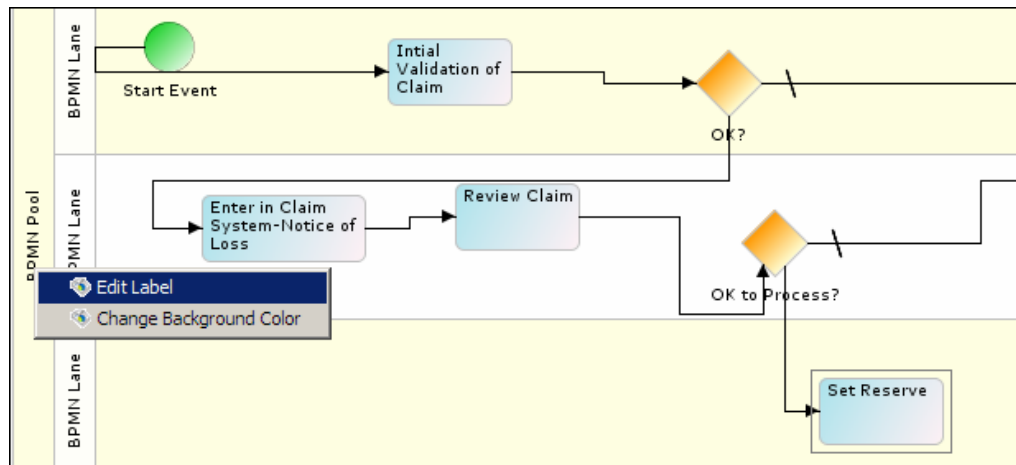 BPMN Lane
Start Event
Intial
Validation of
Claim
OK?
BPMN Pool
BPMN Lane
Enter in Claim
System-Notice of
Loss
Review Claim
OK to Process?
Edit Label
Change Background Color
BPMN Lane
Set Reserve